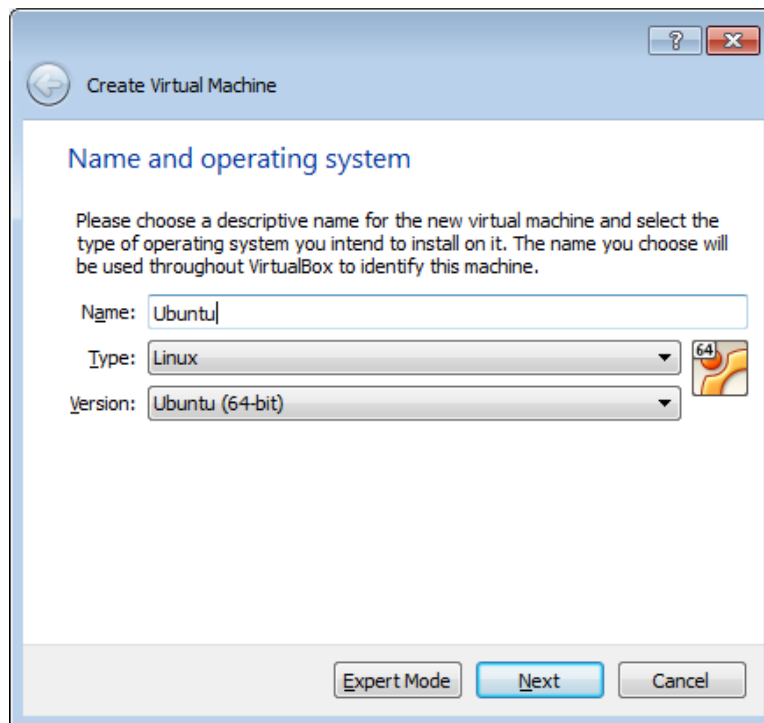 ?
Create Virtual Machine
Name and operating system
Please choose a descriptive name for the new virtual machine and select the
type of operating system you intend to install on it. The name you choose will
be used throughout VirtualBox to identify this machine.
Name: Ubuntu
Type: Linux
64
Version: Ubuntu (64-bit)
Expert Mode Next Cancel